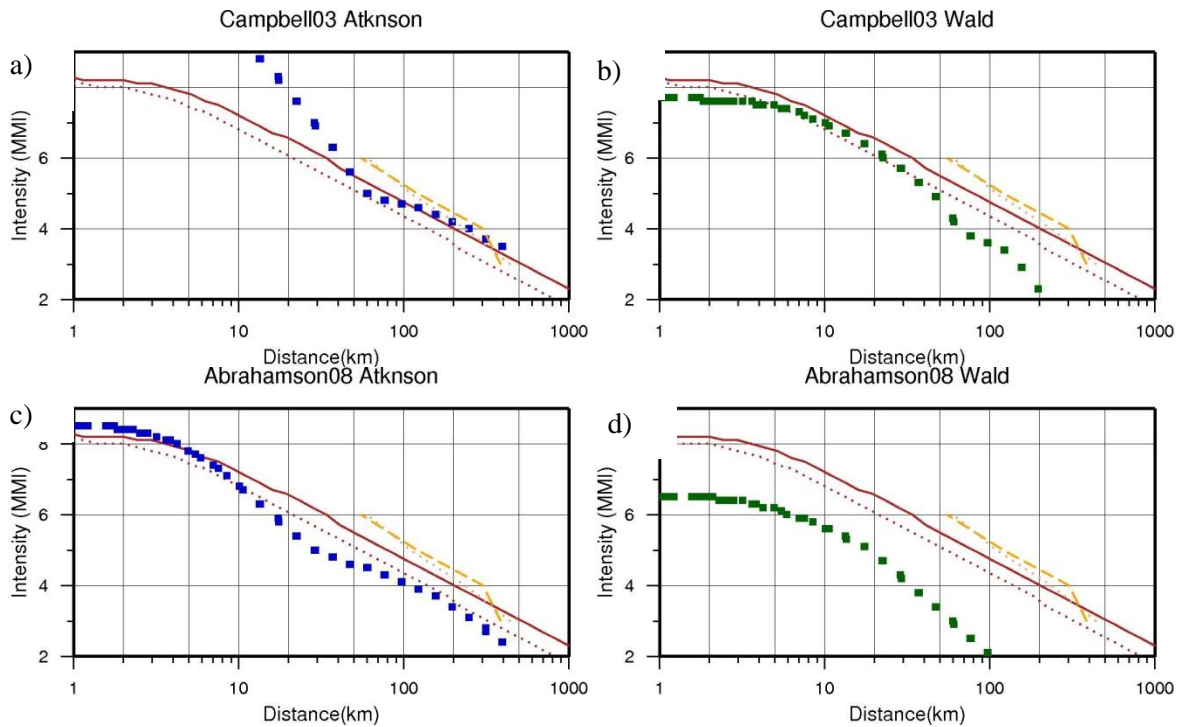 Campbell03 Atknson
a)
6
4
2
Intensity (MMI)
1 10 100 1000
Distance(km)
Campbell03 Wald
b)
6
4
2
Intensity (MMI)
1 10 100 1000
Distance(km)
Abrahamson08 Atknson
c)
8
6
4
2
Intensity (MMI)
1 10 100 1000
Distance(km)
Abrahamson08 Wald
d)
6
4
2
Intensity (MMI)
1 10 100 1000
Distance(km)